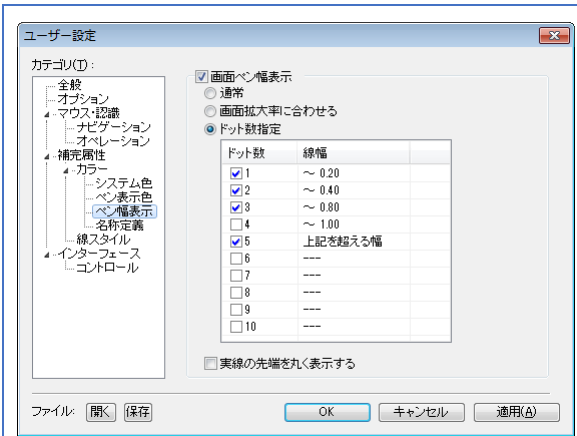 ユーザー設定
カテゴリ(T):
全般
オプション
マウス・認識
ナビゲーション
オペレーション
補完属性
カラー
システム色
ペン表示色
ペン幅表示
名称定義
線スタイル
インターフェース
コントロール
画面ペン幅表示
通常
画面拡大率に合わせる
ドット数指定
ドット数 線幅
1 ～ 0.20
2 ～ 0.40
3 ～ 0.80
4 ～ 1.00
5 上記を超える幅
6 ---
7 ---
8 ---
9 ---
10 ---
実線の先端を丸く表示する
ファイル: 開く 保存 OK キャンセル 適用(A)